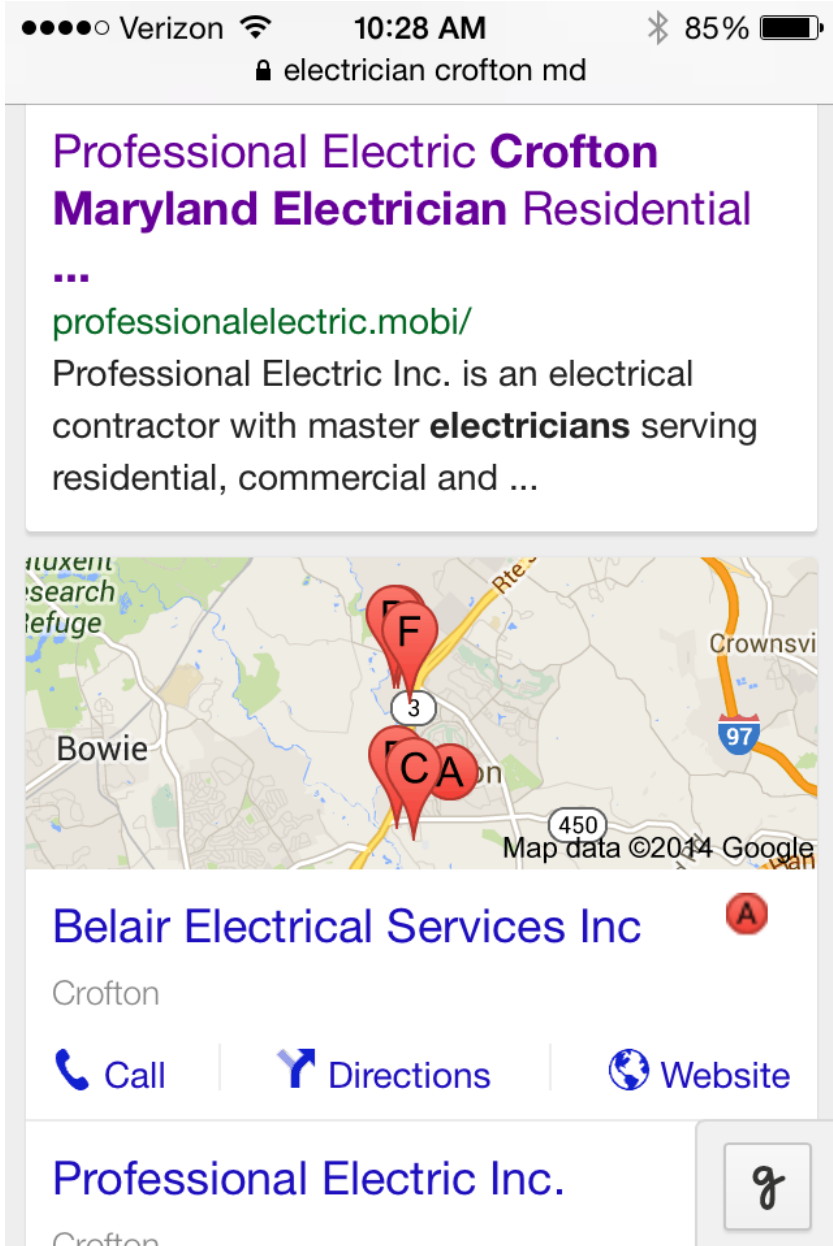 Verizon 10:28 AM 85%
electrician crofton md
Professional Electric Crofton
Maryland Electrician Residential
...
professionalelectric.mobi/
Professional Electric Inc. is an electrical
contractor with master electricians serving
residential, commercial and ...
Refuge
Rte
Crownsvi
F
3
Bowie
97
C A
450
Map data ©2014 Google
Belair Electrical Services Inc A
Crofton
Call Directions Website
Professional Electric Inc.
g
Crofton